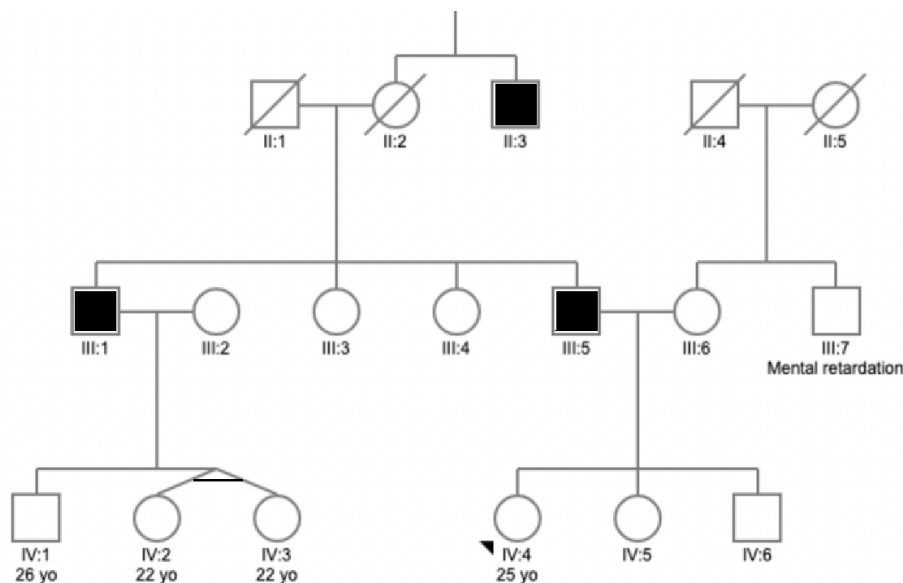 II:1 II:2 II:3 II:4 II:5
III:1 III:2 III:3 III:4 III:5 III:6 III:7
Mental retardation
IV:1 IV:2 IV:3 IV:4 IV:5 IV:6
26 yo 22 yo 22 yo 25 yo